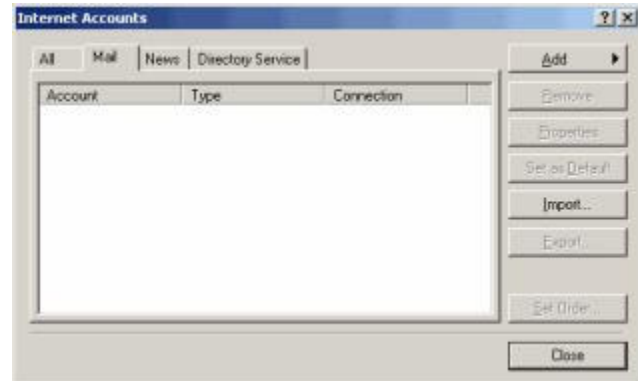 Internet Accounts
All Mail News Directory Service
Add
Account Type Connection
Remove
Properties
Set as Default
Import...
Export...
Set Order...
Close